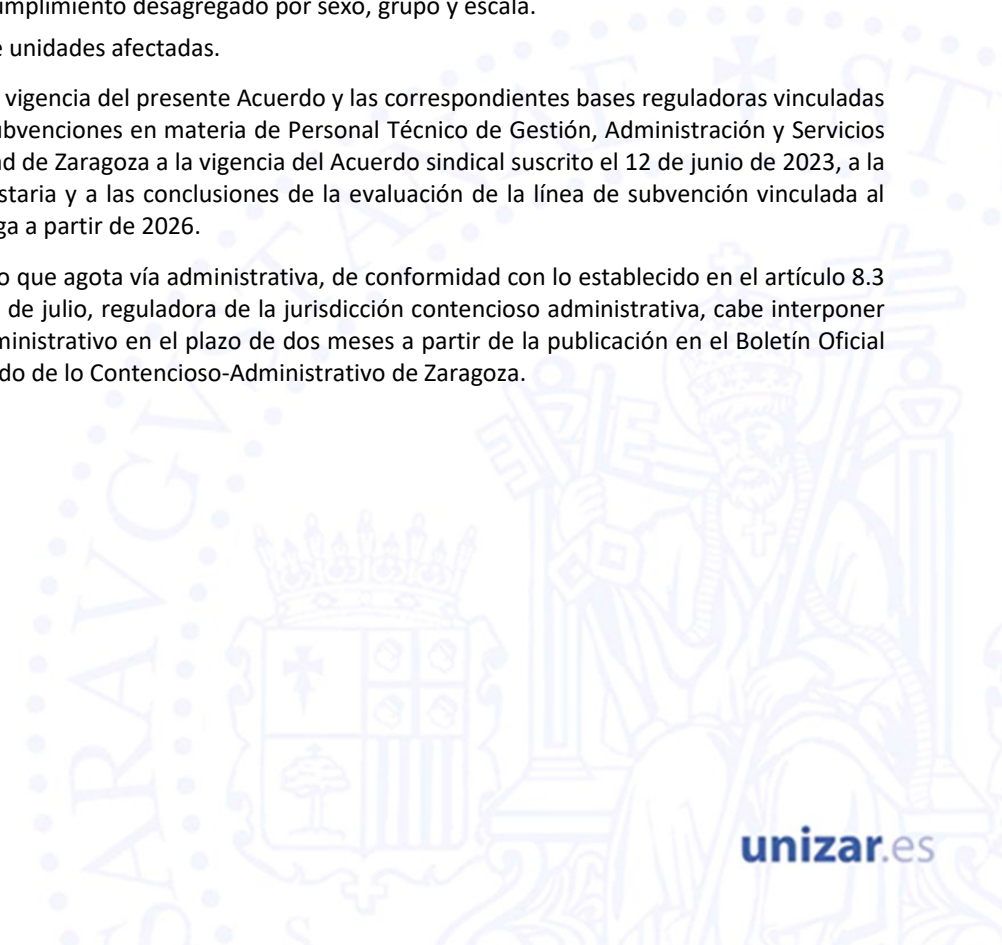 umplimiento desagregado por sexo, grupo y escala.
e unidades afectadas.
vigencia del presente Acuerdo y las correspondientes bases reguladoras vinculadas
ubvenciones en materia de Personal Técnico de Gestión, Administración y Servicios
ad de Zaragoza a la vigencia del Acuerdo sindical suscrito el 12 de junio de 2023, a la
staria y a las conclusiones de la evaluación de la línea de subvención vinculada al
ga a partir de 2026.
o que agota vía administrativa, de conformidad con lo establecido en el artículo 8.3
de julio, reguladora de la jurisdicción contencioso administrativa, cabe interponer
ministrativo en el plazo de dos meses a partir de la publicación en el Boletín Oficial
do de lo Contencioso-Administrativo de Zaragoza.
unizar.es